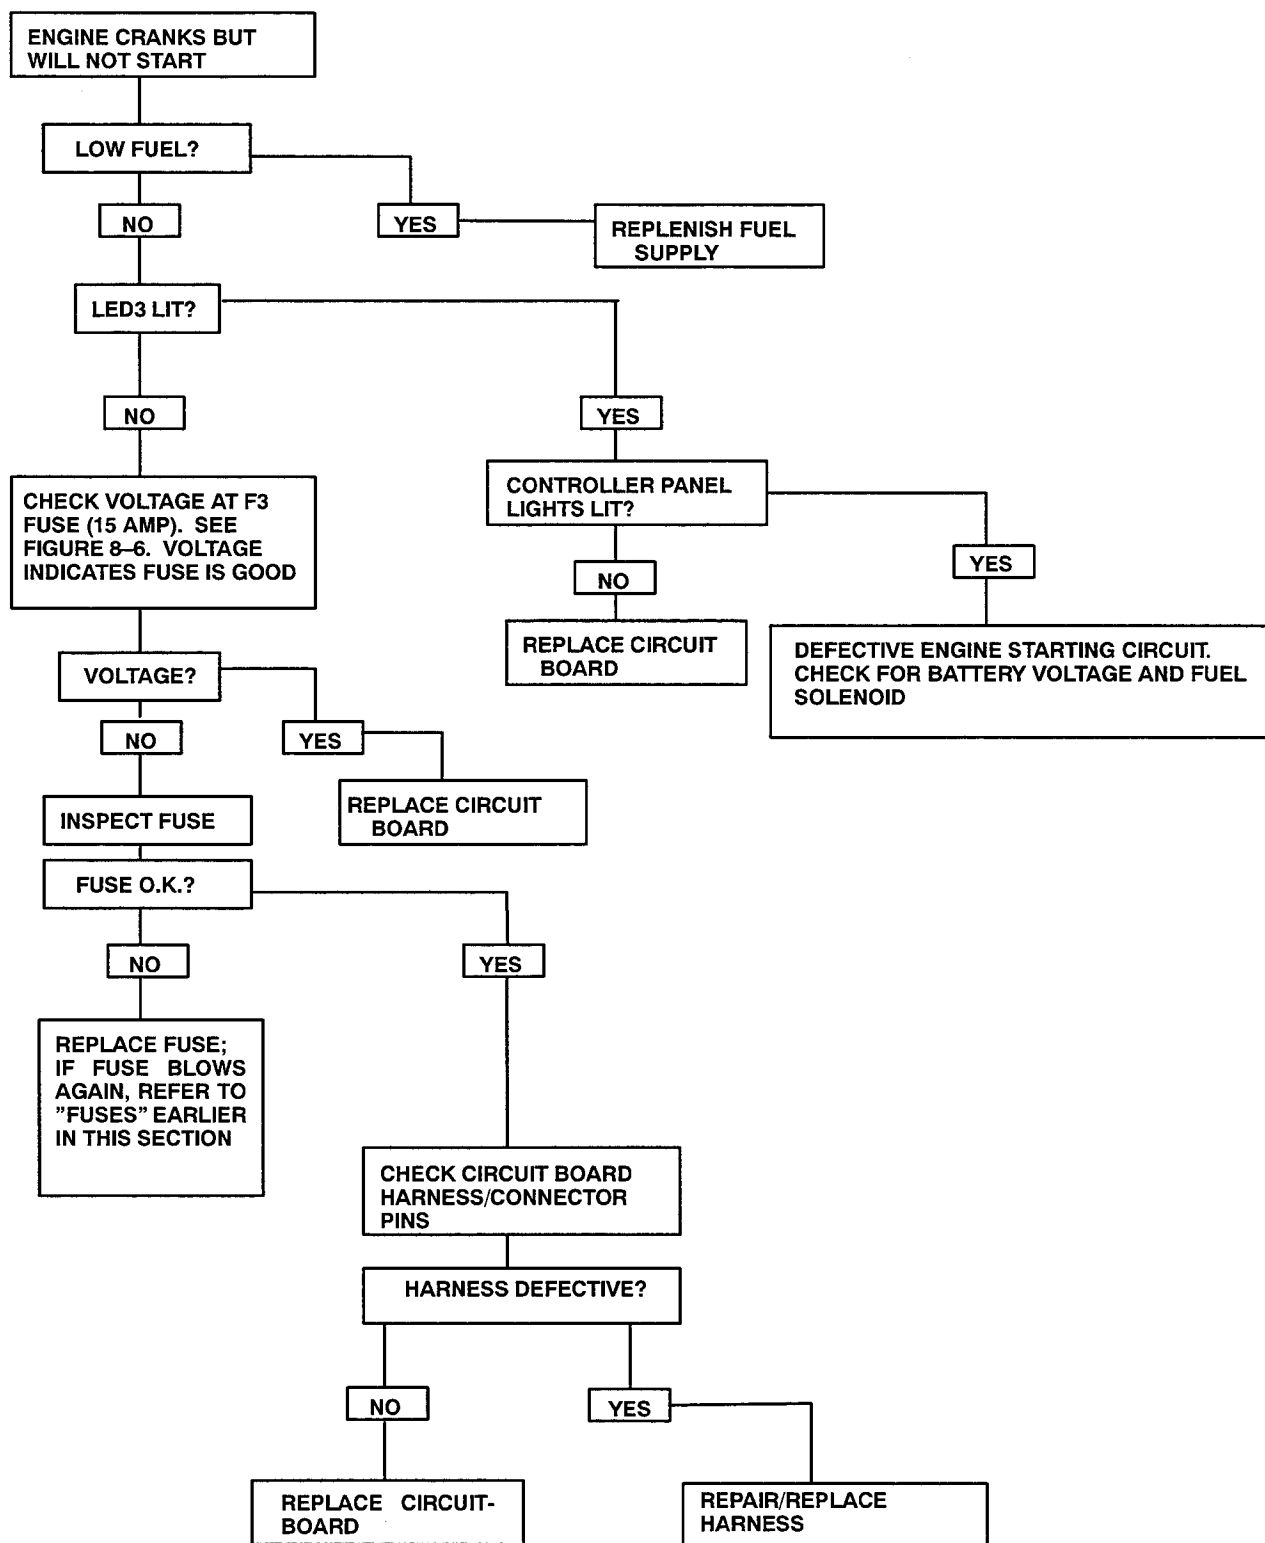 ENGINE CRANKS BUT
WILL NOT START
LOW FUEL?
NO
YES
REPLENISH FUEL
SUPPLY
LED3 LIT?
NO
YES
CHECK VOLTAGE AT F3
FUSE (15 AMP). SEE
FIGURE 8–6. VOLTAGE
INDICATES FUSE IS GOOD
CONTROLLER PANEL
LIGHTS LIT?
NO
YES
REPLACE CIRCUIT
BOARD
DEFECTIVE ENGINE STARTING CIRCUIT.
CHECK FOR BATTERY VOLTAGE AND FUEL
SOLENOID
VOLTAGE?
NO
YES
REPLACE CIRCUIT
BOARD
INSPECT FUSE
FUSE O.K.?
NO
YES
REPLACE FUSE;
IF FUSE BLOWS
AGAIN, REFER TO
”FUSES” EARLIER
IN THIS SECTION
CHECK CIRCUIT BOARD
HARNESS/CONNECTOR
PINS
HARNESS DEFECTIVE?
NO
YES
REPLACE CIRCUIT-
BOARD
REPAIR/REPLACE
HARNESS